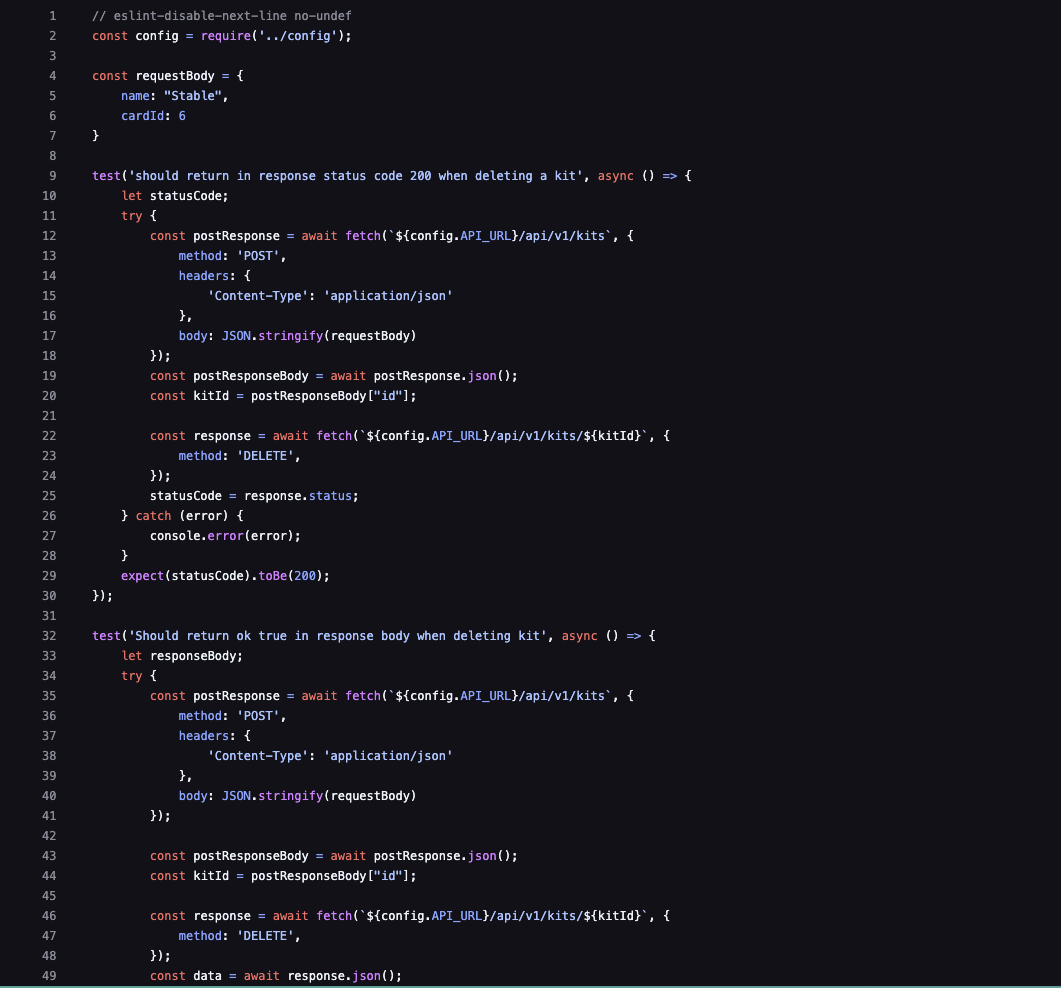 1 // eslint-disable-next-line no-undef
2 const config = require('../config');
3
4 const requestBody = {
5     name: "Stable",
6     cardId: 6
7 }
8
9 test('should return in response status code 200 when deleting a kit', async () => {
10     let statusCode;
11     try {
12         const postResponse = await fetch(`${config.API_URL}/api/v1/kits`, {
13             method: 'POST',
14             headers: {
15                 'Content-Type': 'application/json'
16             },
17             body: JSON.stringify(requestBody)
18         });
19         const postResponseBody = await postResponse.json();
20         const kitId = postResponseBody["id"];
21
22         const response = await fetch(`${config.API_URL}/api/v1/kits/${kitId}`, {
23             method: 'DELETE',
24         });
25         statusCode = response.status;
26     } catch (error) {
27         console.error(error);
28     }
29     expect(statusCode).toBe(200);
30 });
31
32 test('Should return ok true in response body when deleting kit', async () => {
33     let responseBody;
34     try {
35         const postResponse = await fetch(`${config.API_URL}/api/v1/kits`, {
36             method: 'POST',
37             headers: {
38                 'Content-Type': 'application/json'
39             },
40             body: JSON.stringify(requestBody)
41         });
42
43         const postResponseBody = await postResponse.json();
44         const kitId = postResponseBody["id"];
45
46         const response = await fetch(`${config.API_URL}/api/v1/kits/${kitId}`, {
47             method: 'DELETE',
48         });
49         const data = await response.json();